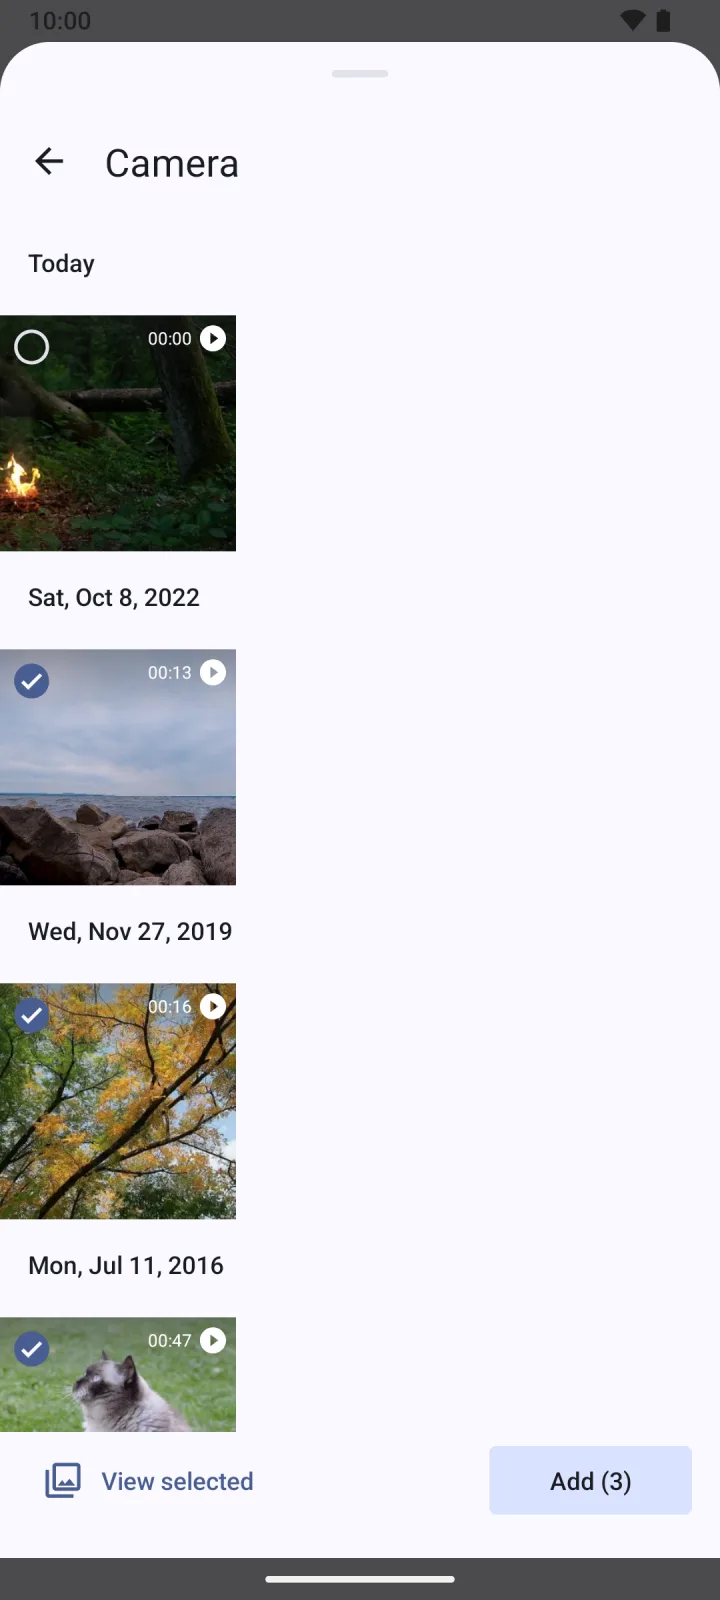 10:00
Camera
Today
00:00
Sat, Oct 8, 2022
00:13
Wed, Nov 27, 2019
00:16
Mon, Jul 11, 2016
00:47
View selected
Add (3)